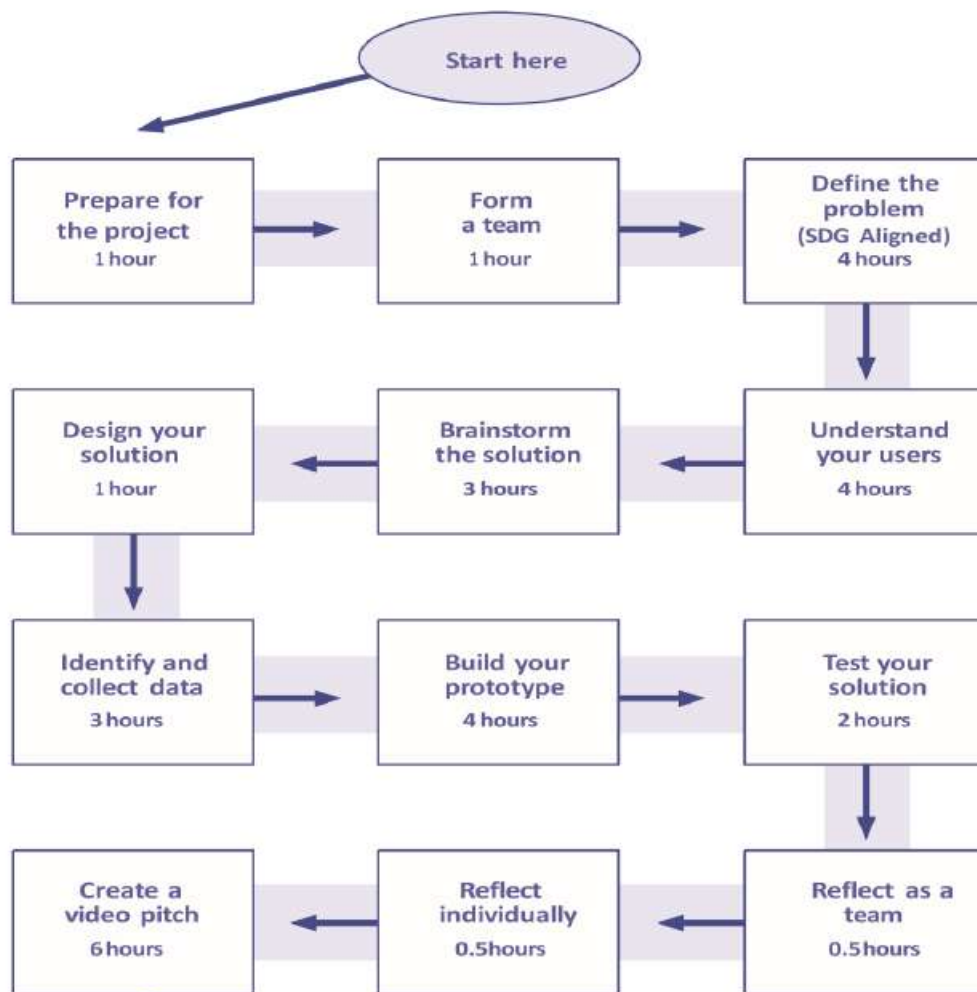 Start here
Prepare for
the project
1 hour
Form
a team
1 hour
Define the
problem
(SDG Aligned)
4 hours
Understand
your users
4 hours
Brainstorm
the solution
3 hours
Design your
solution
1 hour
Identify and
collect data
3 hours
Build your
prototype
4 hours
Test your
solution
2 hours
Reflect as a
team
0.5hours
Reflect
individually
0.5hours
Create a
video pitch
6 hours